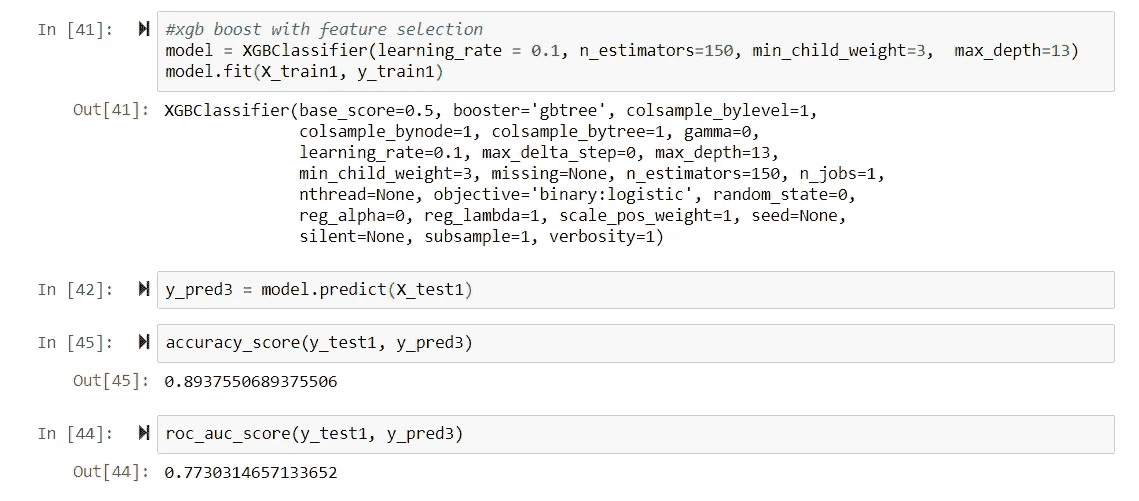 In [41]: #xgb boost with feature selection
model = XGBClassifier(learning_rate = 0.1, n_estimators=150, min_child_weight=3,  max_depth=13)
model.fit(X_train1, y_train1)
Out[41]: XGBClassifier(base_score=0.5, booster='gbtree', colsample_bylevel=1,
colsample_bynode=1, colsample_bytree=1, gamma=0,
learning_rate=0.1, max_delta_step=0, max_depth=13,
min_child_weight=3, missing=None, n_estimators=150, n_jobs=1,
nthread=None, objective='binary:logistic', random_state=0,
reg_alpha=0, reg_lambda=1, scale_pos_weight=1, seed=None,
silent=None, subsample=1, verbosity=1)
In [42]: y_pred3 = model.predict(X_test1)
In [45]: accuracy_score(y_test1, y_pred3)
Out[45]: 0.8937550689375506
In [44]: roc_auc_score(y_test1, y_pred3)
Out[44]: 0.7730314657133652